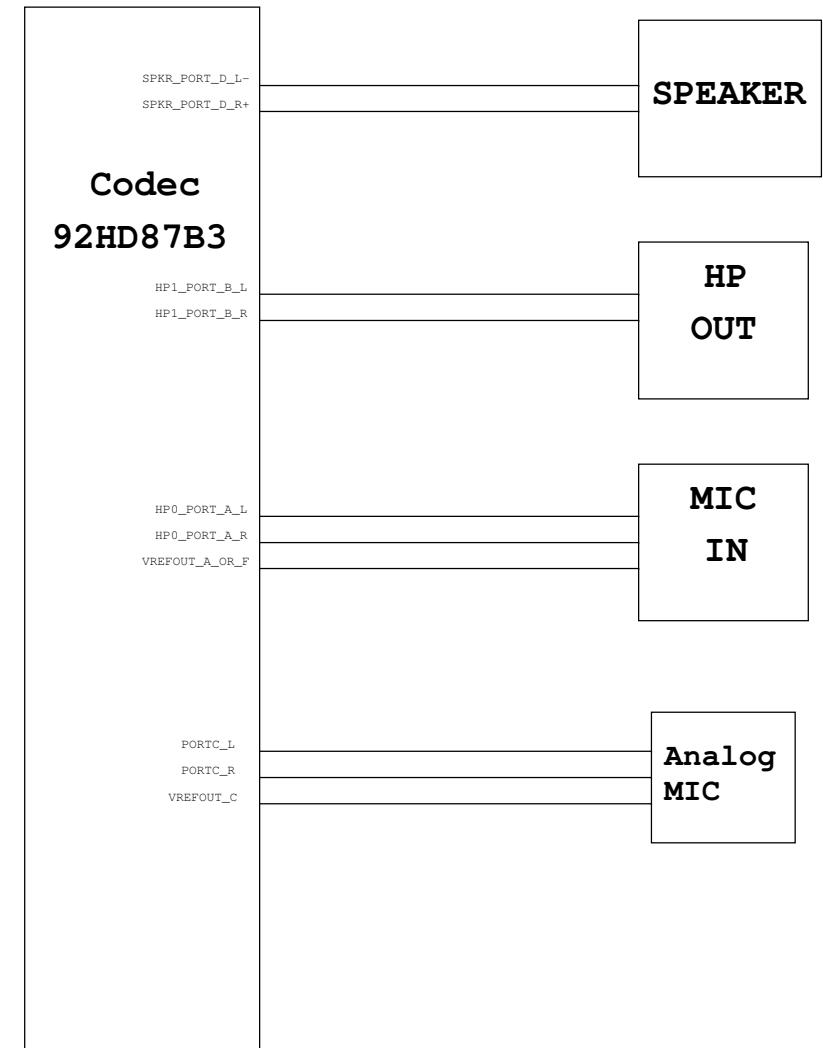 SPKR_PORT_D_L-
SPKR_PORT_D_R+
SPEAKER
Codec
92HD87B3
HP1_PORT_B_L
HP1_PORT_B_R
HP
OUT
HP0_PORT_A_L
HP0_PORT_A_R
VREFOUT_A_OR_F
MIC
IN
PORTC_L
PORTC_R
VREFOUT_C
Analog
MIC